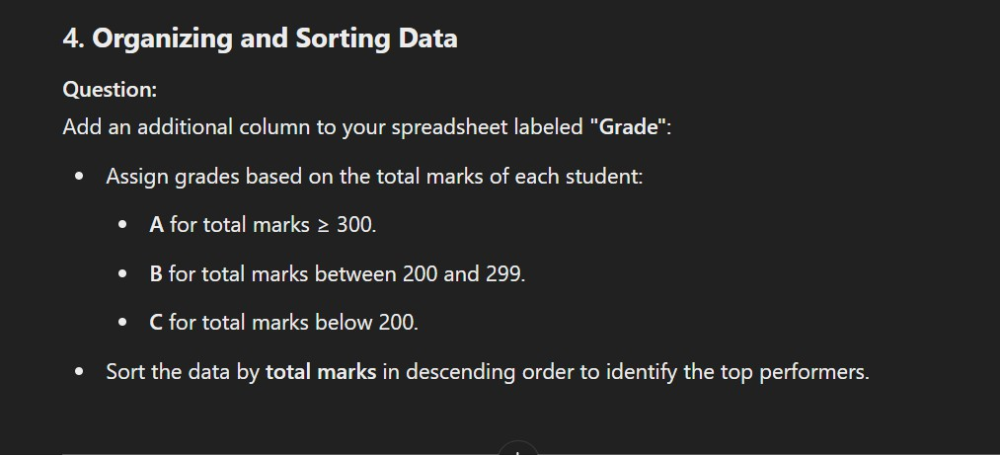 4. Organizing and Sorting Data
Question:
Add an additional column to your spreadsheet labeled "Grade":
• Assign grades based on the total marks of each student:
• A for total marks ≥ 300.
• B for total marks between 200 and 299.
• C for total marks below 200.
• Sort the data by total marks in descending order to identify the top performers.